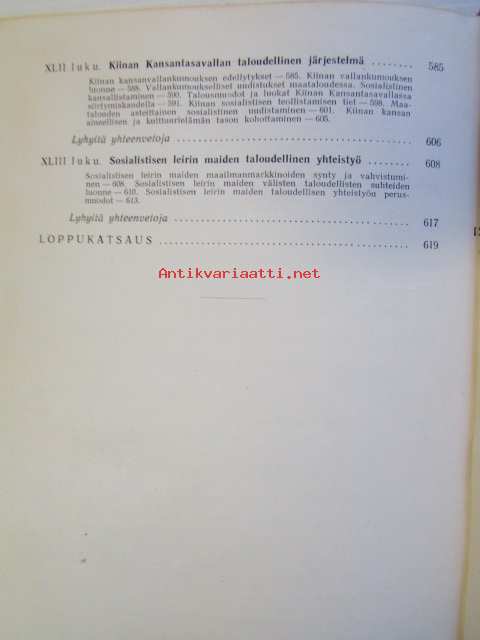 XLII luku. Kiinan Kansantasavallan taloudellinen järjestelmä ........ 585
Kiinan kansanvallankumouksen edellytykset — 585. Kiinan vallankumouksen
luonne — 588. Vallankumoukselliset uudistukset maataloudessa. Sosialistinen
kansallistaminen — 590. Talousmuodot ja luokat Kiinan Kansantasavallassa
siirtymiskaudella — 591. Kiinan sosialistisen teollistamisen tiet — 598. Maa-
talouden asteittainen sosialistinen uudistaminen — 601. Kiinan kansan
aineellisen ja kulttuurielämän tason kohottaminen — 605.
Lyhyitä yhteenvetoja ........ 606
XLIII luku. Sosialistisen leirin maiden taloudellinen yhteistyö ........ 608
Sosialistisen leirin maiden maailmanmarkkinoiden synty ja vahvistumi-
nen — 608. Sosialistisen leirin maiden välisten taloudellisten suhteiden
luonne — 610. Sosialistisen leirin maiden taloudellisen yhteistyön perus-
muodot — 613.
Lyhyitä yhteenvetoja ........ 617
LOPPUKATSAUS ........ 619
Antikvariaatti.net